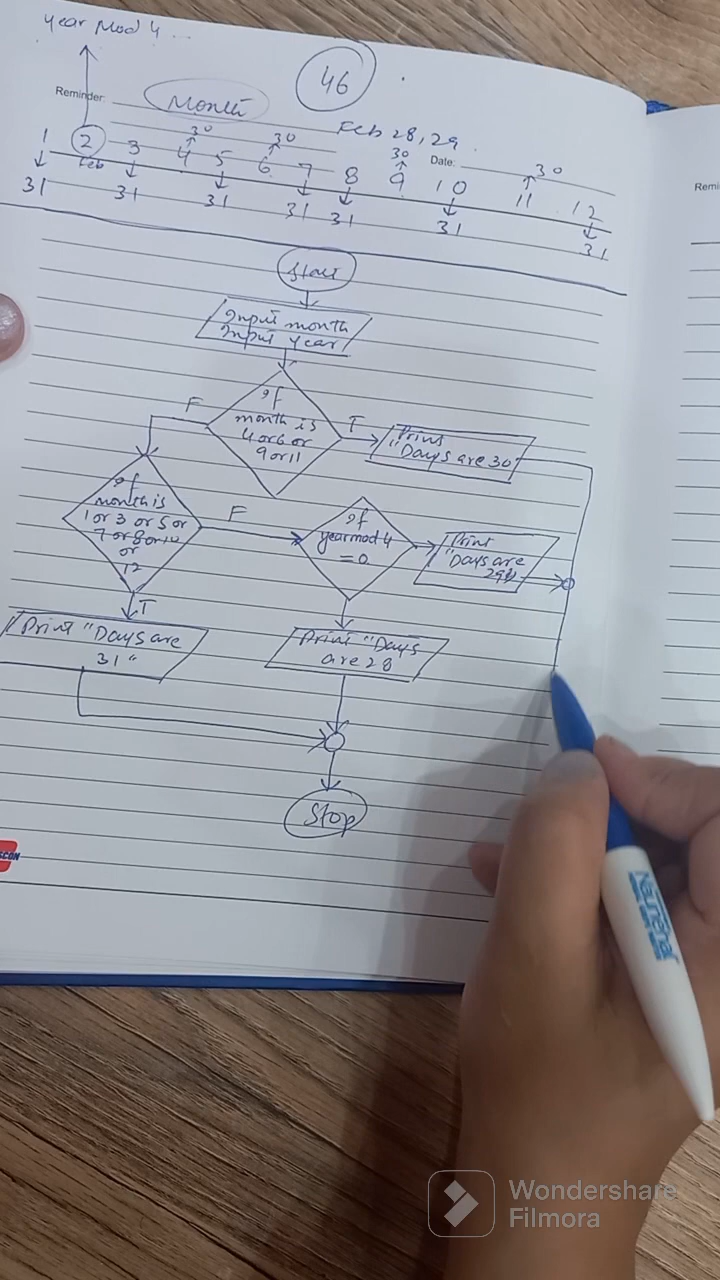 Year Mod 4 ...
46
Reminder:
Month
Feb 28, 29
Date:
30 30 30 30
1 2 3 4 5 6 7 8 9 10 11 12
Feb
31 31 31 31 31 31 31
Start
Input month
Input year
If
month is
4 or 6 or
9 or 11
F
T
Print
"Days are 30
If
month is
1 or 3 or 5 or
7 or 8 or 10
or
12
F
If
year mod 4
= 0
Print
"Days are
29"
T
Print "Days are
31"
Print "Days
are 28
Stop
Remi
Wondershare
Filmora